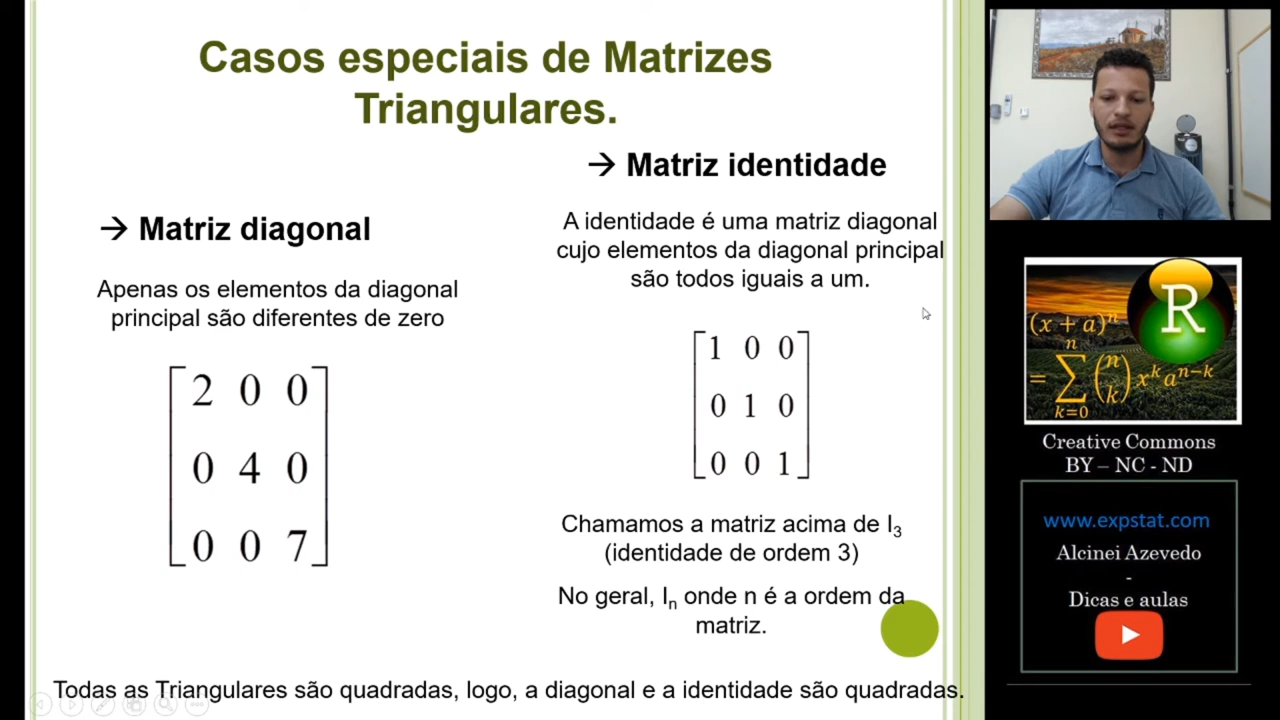 Casos especiais de Matrizes
Triangulares.
→ Matriz diagonal
Apenas os elementos da diagonal
principal são diferentes de zero
2 0 0
0 4 0
0 0 7
→ Matriz identidade
A identidade é uma matriz diagonal
cujo elementos da diagonal principal
são todos iguais a um.
1 0 0
0 1 0
0 0 1
Chamamos a matriz acima de I₃
(identidade de ordem 3)
No geral, Iₙ onde n é a ordem da
matriz.
Todas as Triangulares são quadradas, logo, a diagonal e a identidade são quadradas.
R
(x + a)ⁿ
= ∑ₖ₌₀ⁿ (n k) xᵏ aⁿ⁻ᵏ
Creative Commons
BY – NC - ND
www.expstat.com
Alcinei Azevedo
-
Dicas e aulas